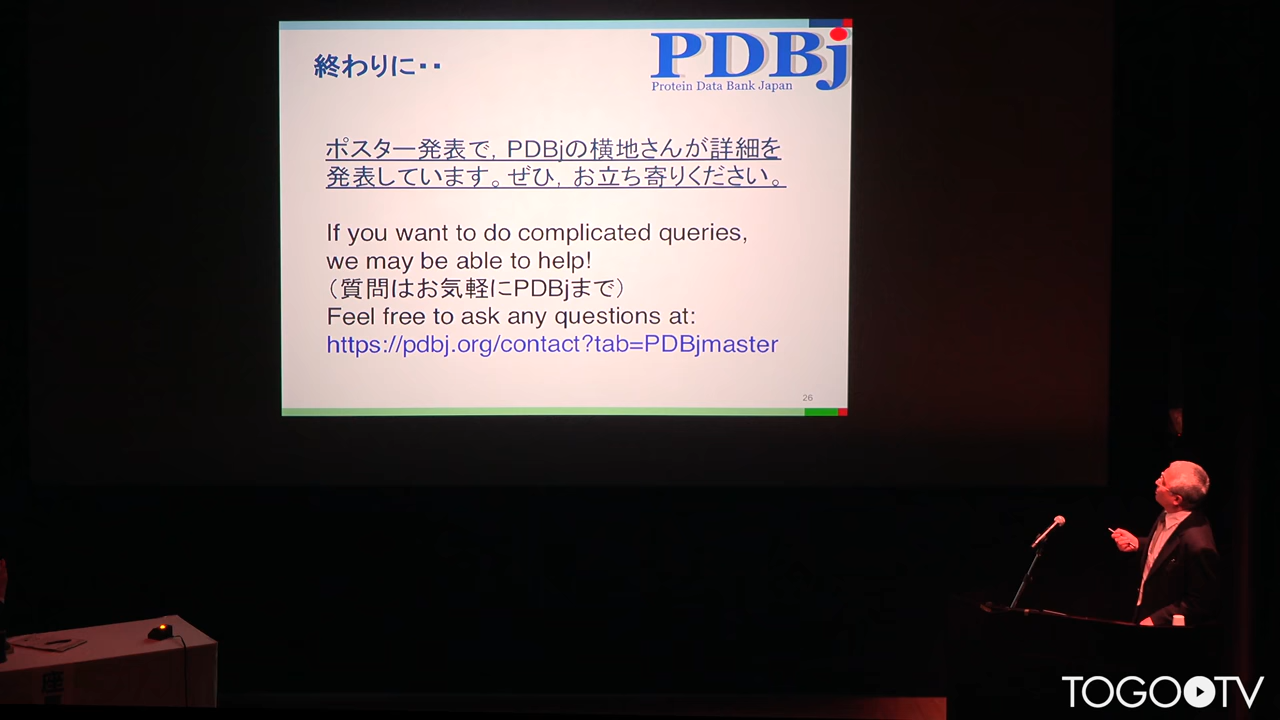 終わりに・・
PDBj
Protein Data Bank Japan
ポスター発表で，PDBjの横地さんが詳細を
発表しています。ぜひ，お立ち寄りください。
If you want to do complicated queries,
we may be able to help!
（質問はお気軽にPDBjまで）
Feel free to ask any questions at:
https://pdbj.org/contact?tab=PDBjmaster
26
座
TOGOTV